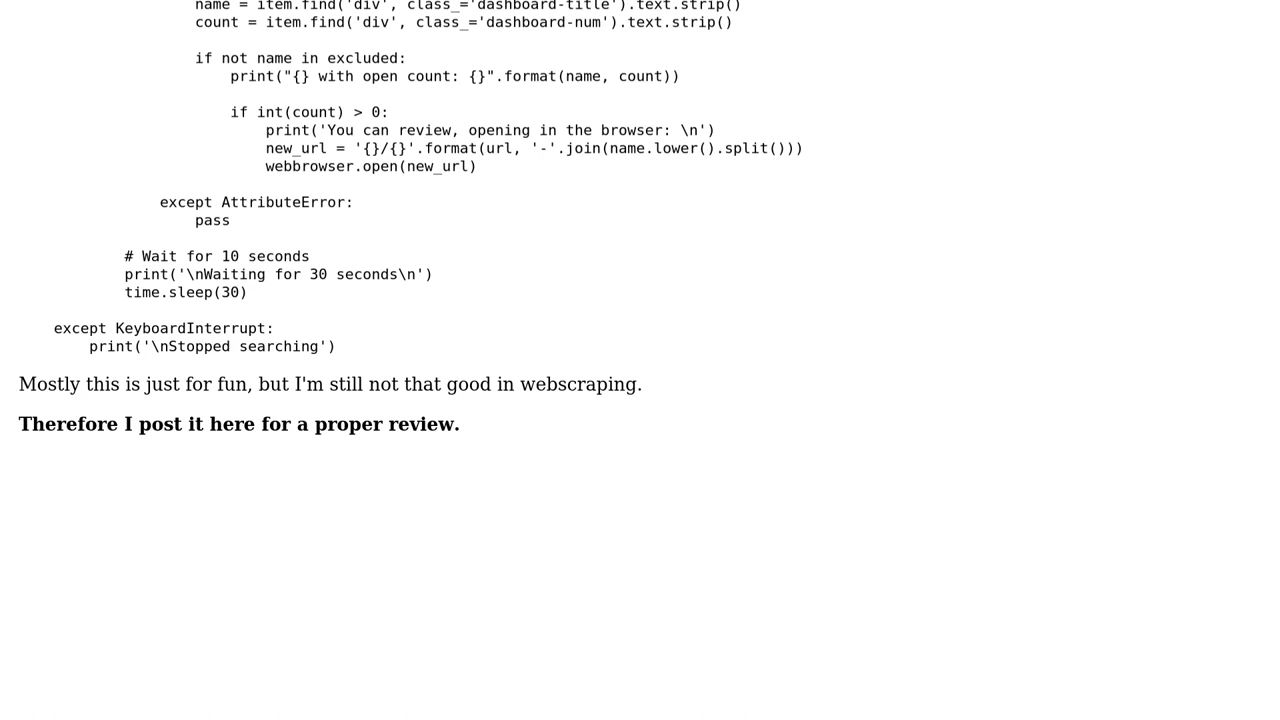 name = item.find('div', class_='dashboard-title').text.strip()
count = item.find('div', class_='dashboard-num').text.strip()
if not name in excluded:
print("{} with open count: {}".format(name, count))
if int(count) > 0:
print('You can review, opening in the browser: \n')
new_url = '{}/{}'.format(url, '-'.join(name.lower().split()))
webbrowser.open(new_url)
except AttributeError:
pass
# Wait for 10 seconds
print('\nWaiting for 30 seconds\n')
time.sleep(30)
except KeyboardInterrupt:
print('\nStopped searching')
Mostly this is just for fun, but I'm still not that good in webscraping.
Therefore I post it here for a proper review.